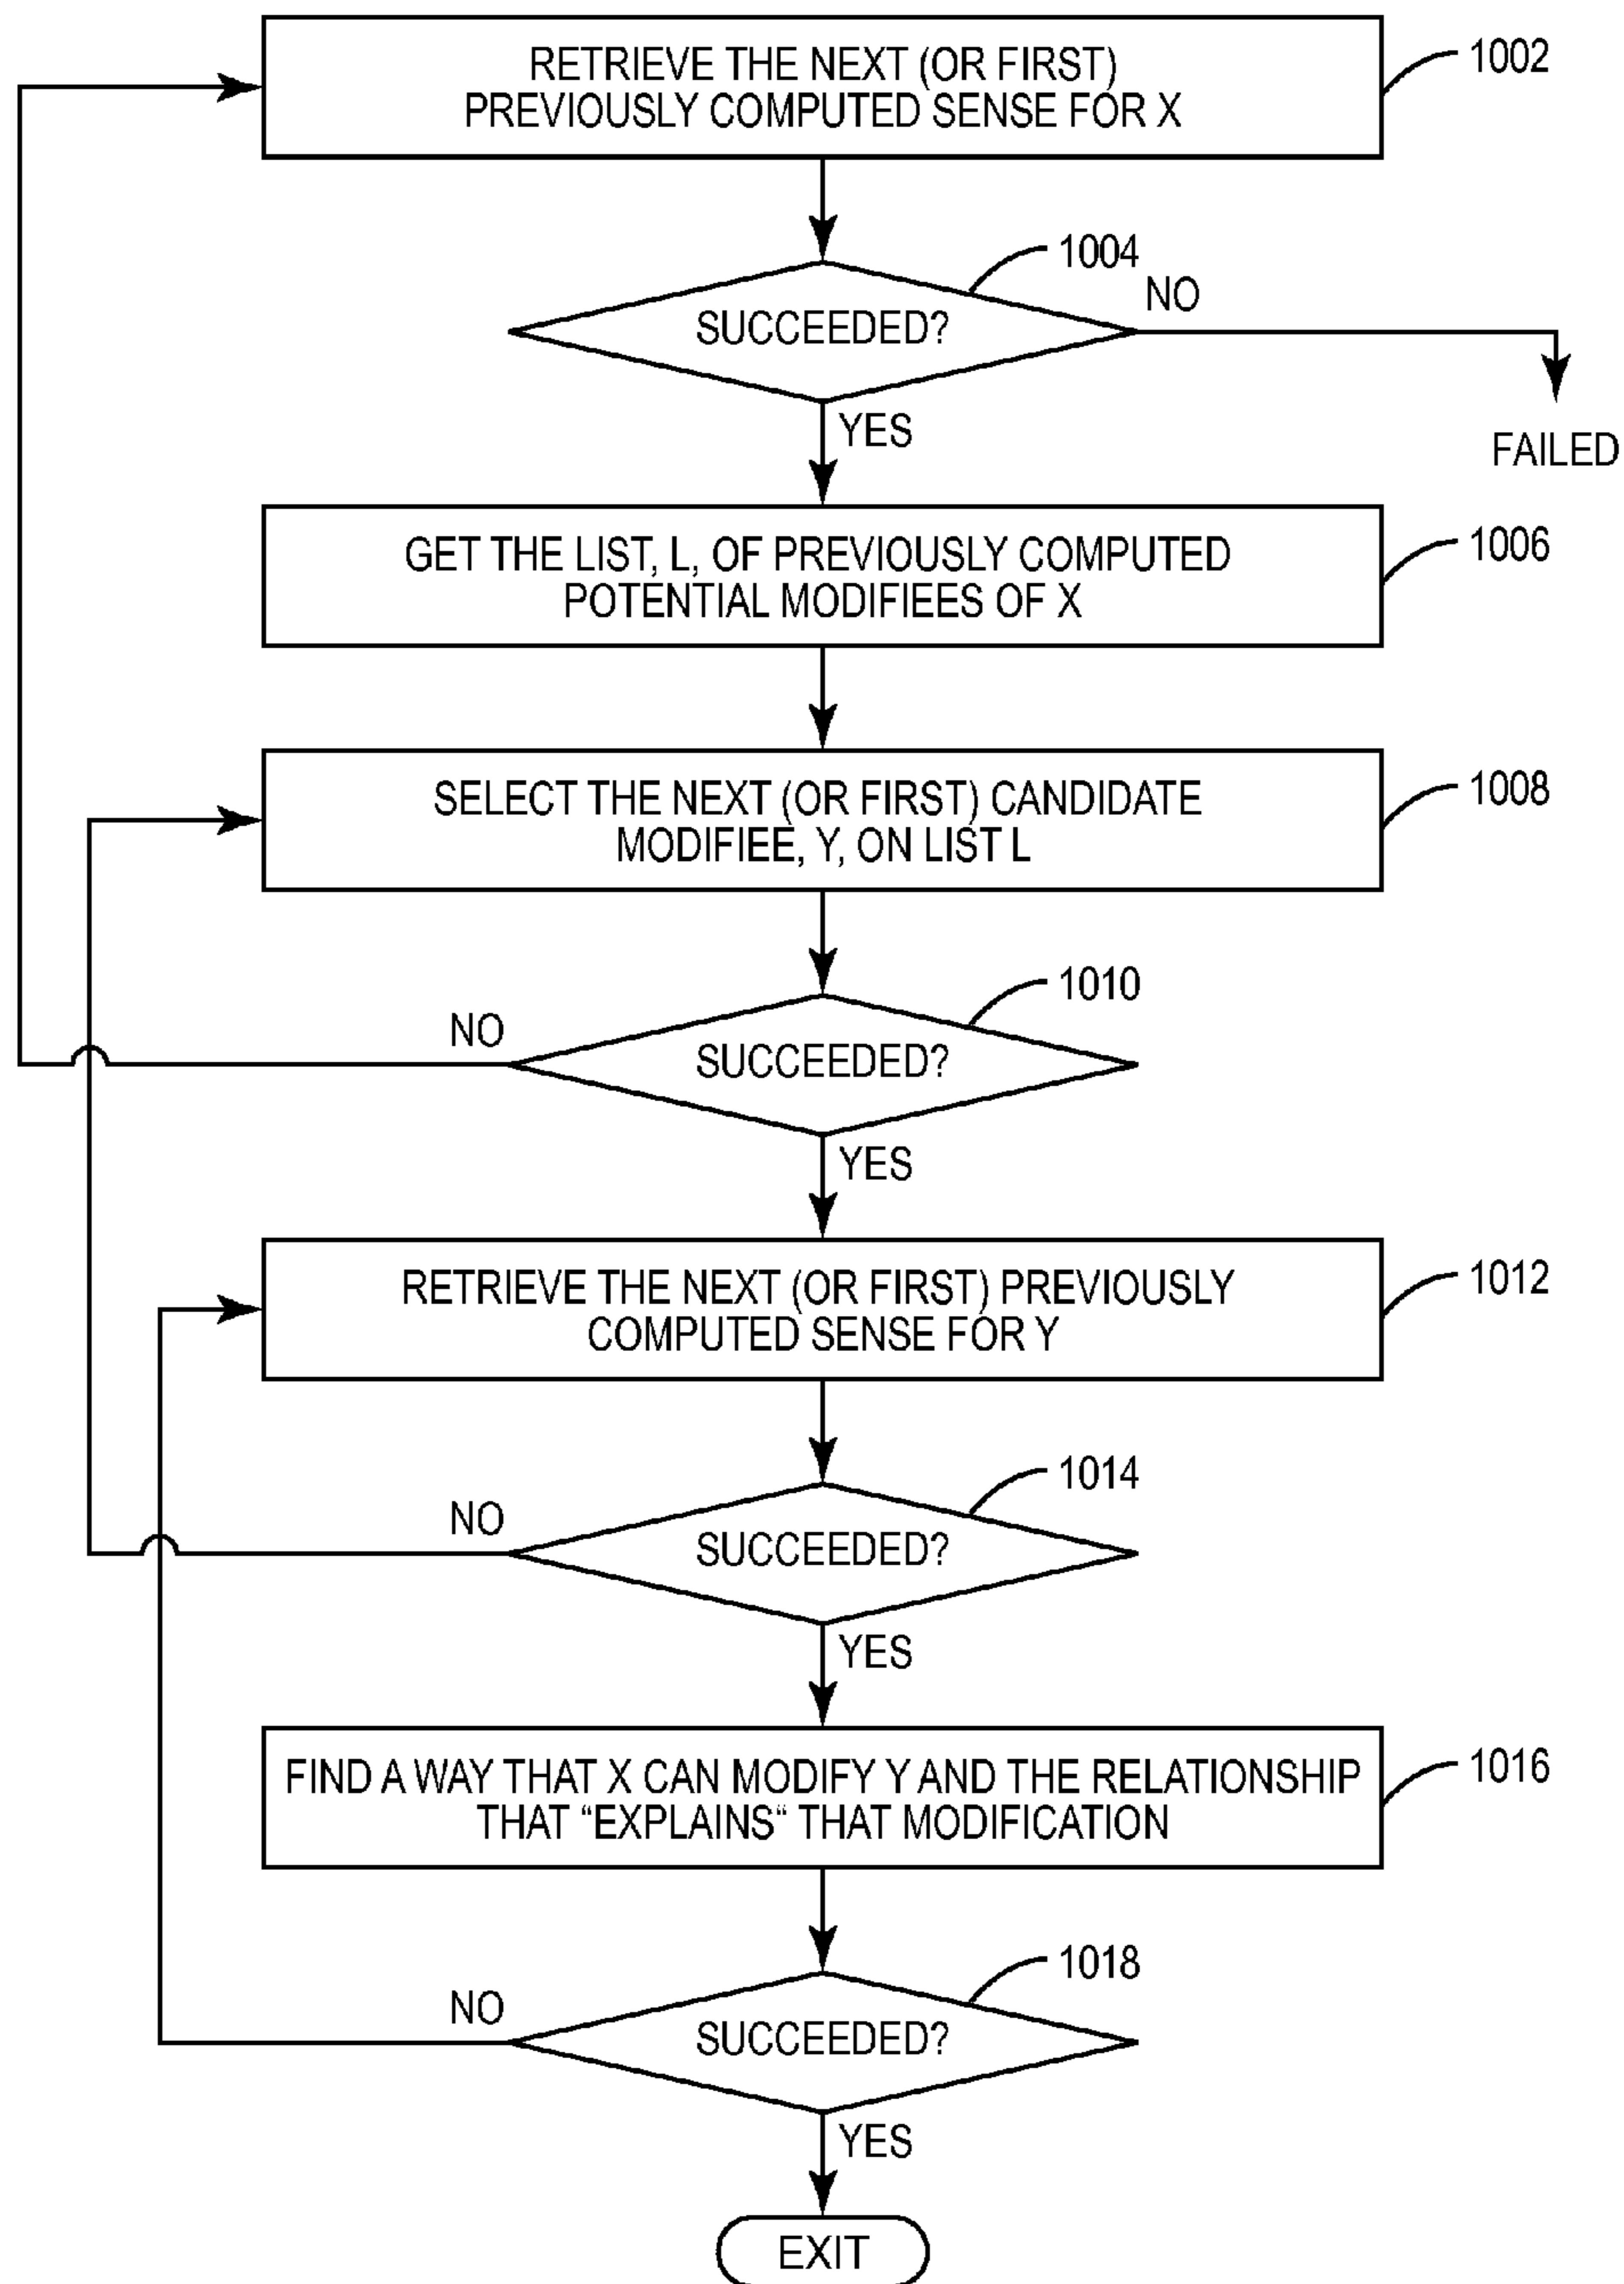 RETRIEVE THE NEXT (OR FIRST)
PREVIOUSLY COMPUTED SENSE FOR X
1002
SUCCEEDED?
1004
NO
FAILED
YES
GET THE LIST, L, OF PREVIOUSLY COMPUTED
POTENTIAL MODIFIEES OF X
1006
SELECT THE NEXT (OR FIRST) CANDIDATE
MODIFIEE, Y, ON LIST L
1008
SUCCEEDED?
1010
NO
YES
RETRIEVE THE NEXT (OR FIRST) PREVIOUSLY
COMPUTED SENSE FOR Y
1012
SUCCEEDED?
1014
NO
YES
FIND A WAY THAT X CAN MODIFY Y AND THE RELATIONSHIP
THAT “EXPLAINS“ THAT MODIFICATION
1016
SUCCEEDED?
1018
NO
YES
EXIT